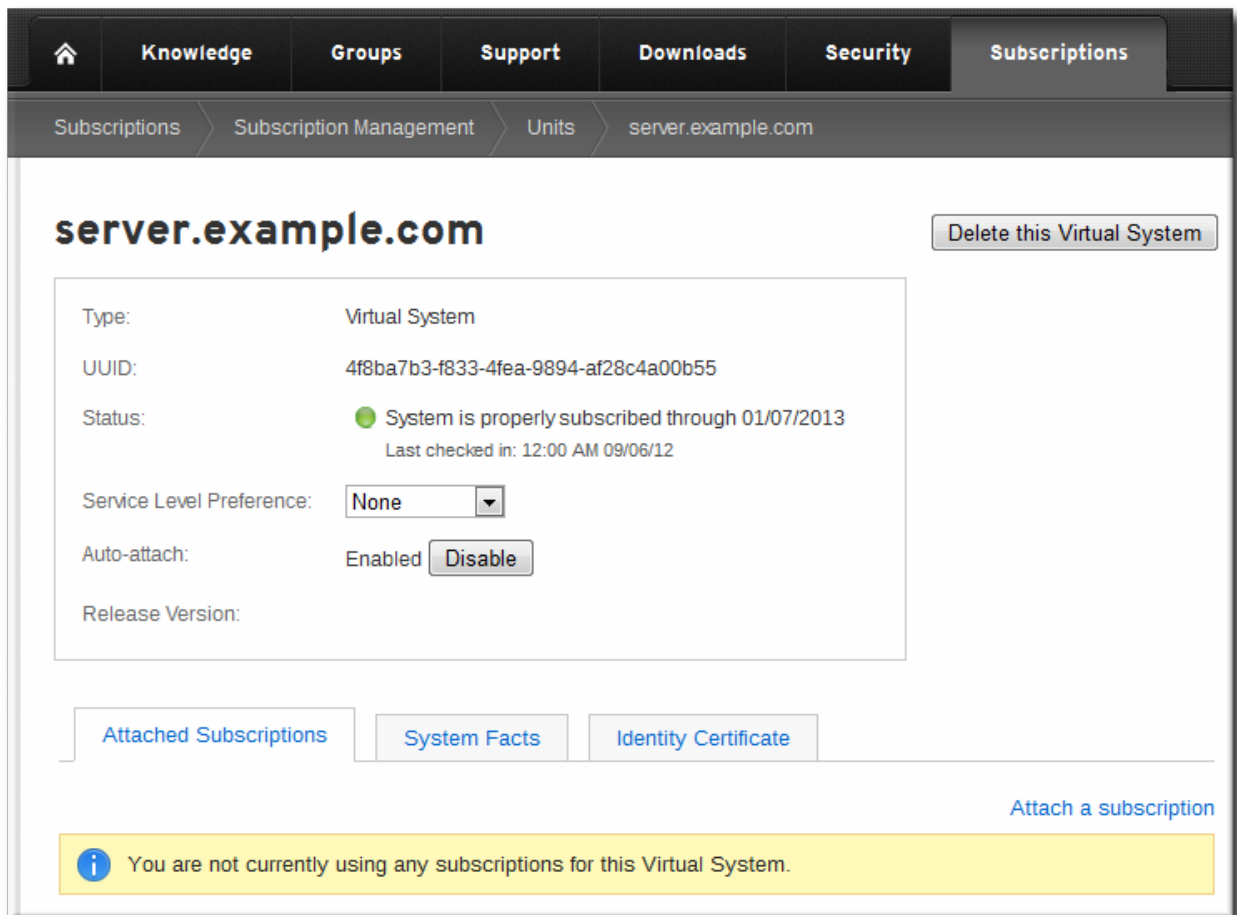 Knowledge Groups Support Downloads Security Subscriptions
Subscriptions Subscription Management Units server.example.com
server.example.com
Delete this Virtual System
Type: Virtual System
UUID: 4f8ba7b3-f833-4fea-9894-af28c4a00b55
Status: System is properly subscribed through 01/07/2013
Last checked in: 12:00 AM 09/06/12
Service Level Preference: None
Auto-attach: Enabled Disable
Release Version:
Attached Subscriptions System Facts Identity Certificate
Attach a subscription
You are not currently using any subscriptions for this Virtual System.